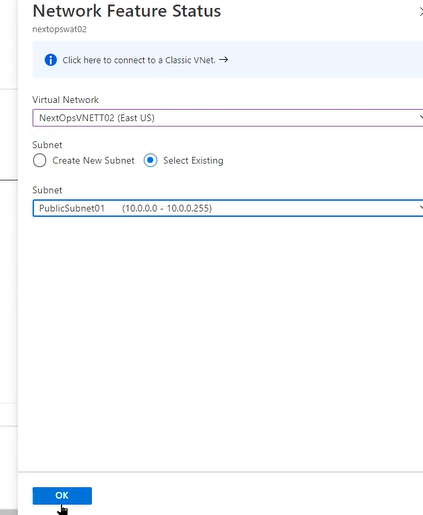 Network Feature Status
nextopswat02
Click here to connect to a Classic VNet. →
Virtual Network
NextOpsVNETT02 (East US)
Subnet
Create New Subnet Select Existing
Subnet
PublicSubnet01 (10.0.0.0 - 10.0.0.255)
OK